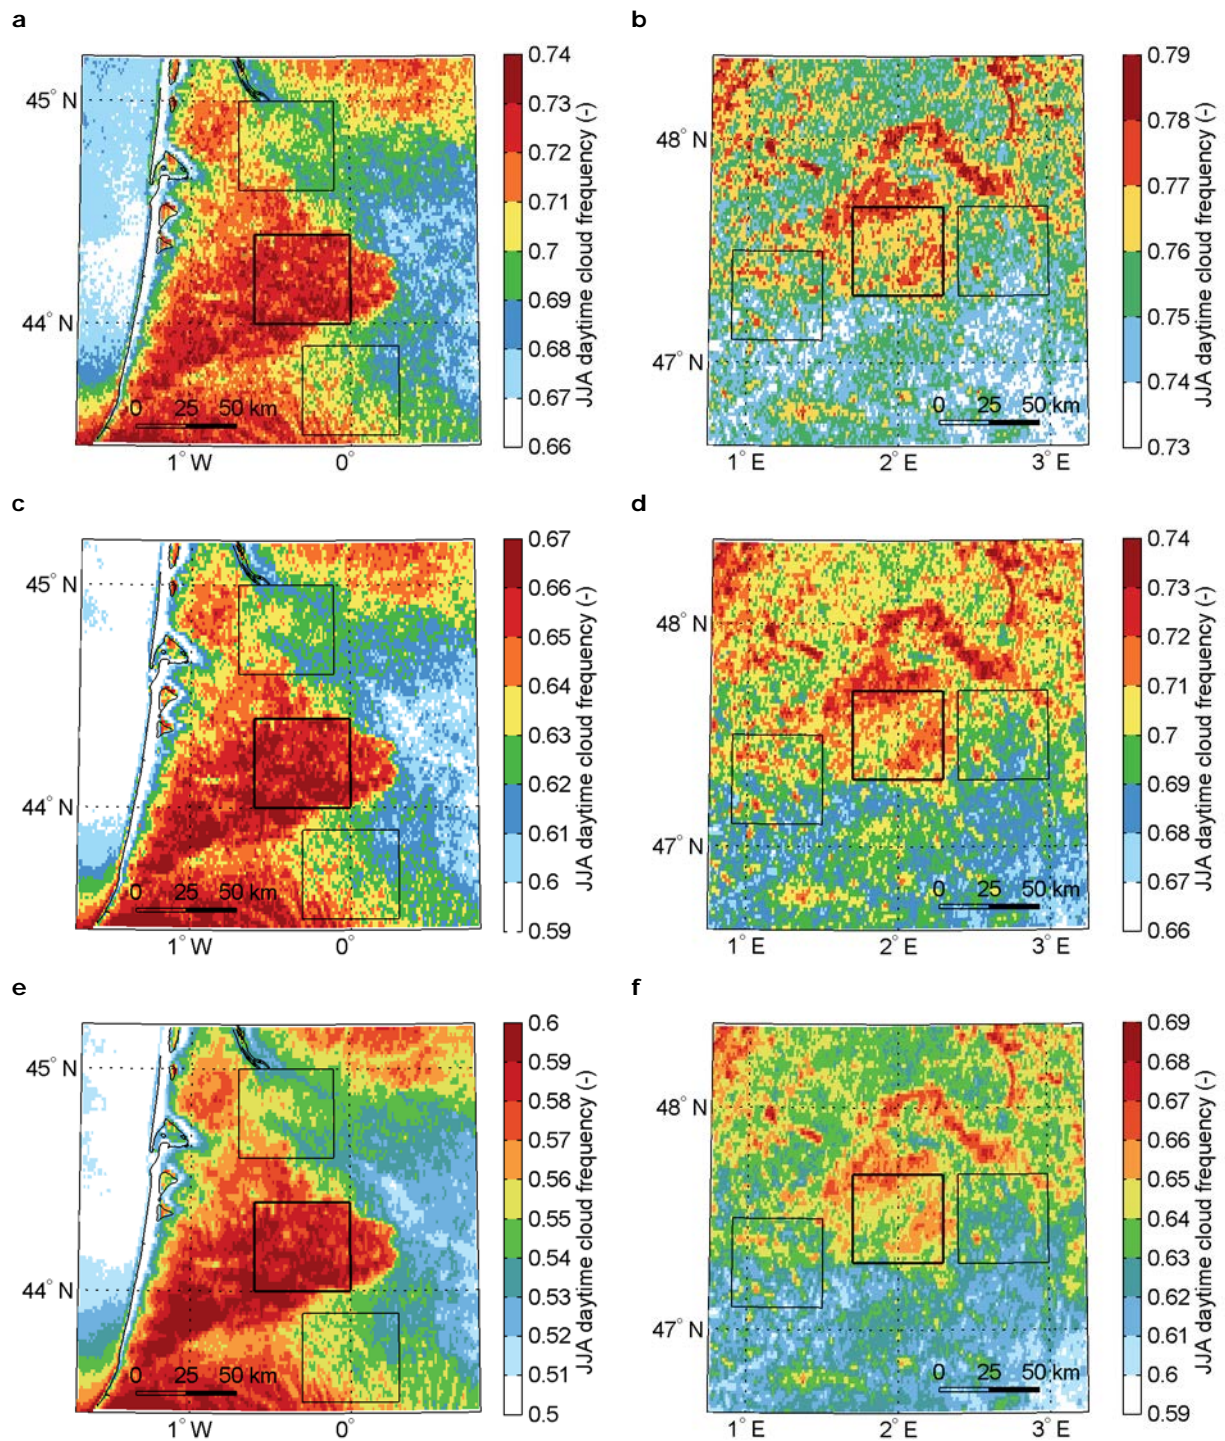 a
45° N
44° N
1° W
0°
0 25 50 km
0.74
0.73
0.72
0.71
0.7
0.69
0.68
0.67
0.66
JJA daytime cloud frequency (-)
b
48° N
47° N
1° E
2° E
3° E
0 25 50 km
0.79
0.78
0.77
0.76
0.75
0.74
0.73
JJA daytime cloud frequency (-)
c
45° N
44° N
1° W
0°
0 25 50 km
0.67
0.66
0.65
0.64
0.63
0.62
0.61
0.6
0.59
JJA daytime cloud frequency (-)
d
48° N
47° N
1° E
2° E
3° E
0 25 50 km
0.74
0.73
0.72
0.71
0.7
0.69
0.68
0.67
0.66
JJA daytime cloud frequency (-)
e
45° N
44° N
1° W
0°
0 25 50 km
0.6
0.59
0.58
0.57
0.56
0.55
0.54
0.53
0.52
0.51
0.5
JJA daytime cloud frequency (-)
f
48° N
47° N
1° E
2° E
3° E
0 25 50 km
0.69
0.68
0.67
0.66
0.65
0.64
0.63
0.62
0.61
0.6
0.59
JJA daytime cloud frequency (-)